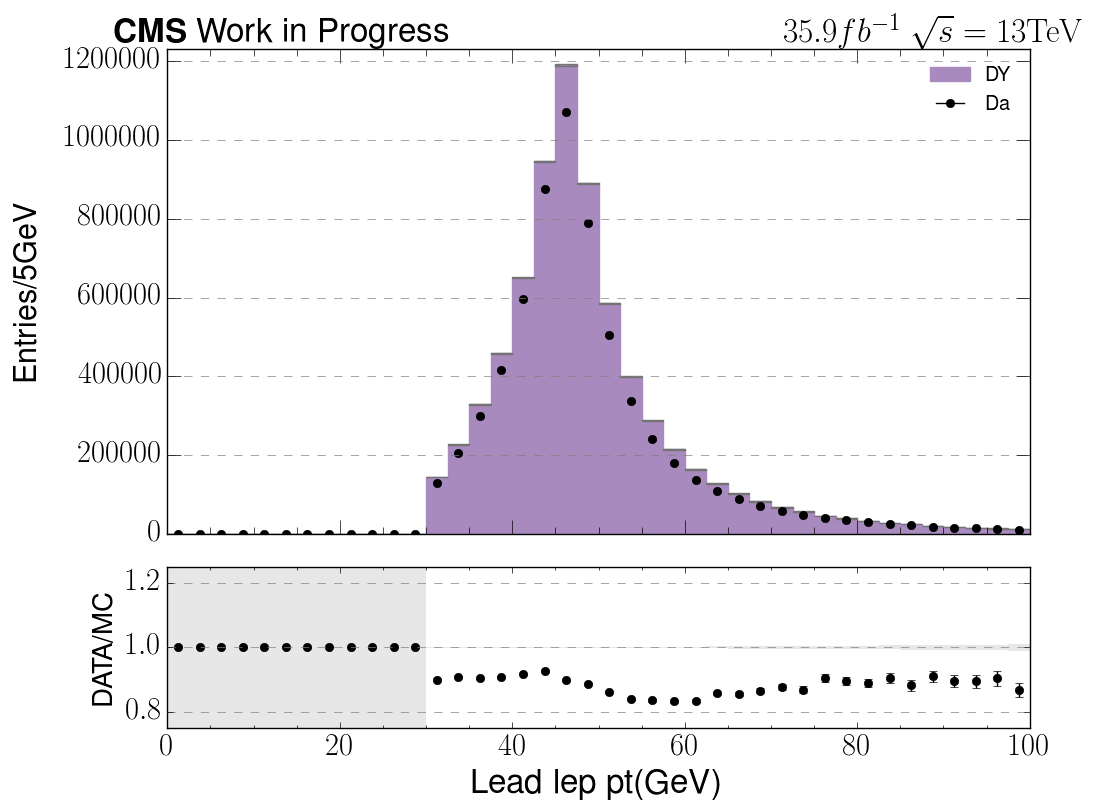 CMS Work in Progress
35.9fb⁻¹ √s = 13TeV
1200000
1000000
800000
600000
400000
200000
0
Entries/5GeV
DY
Da
1.2
1.0
0.8
DATA/MC
0 20 40 60 80 100
Lead lep pt(GeV)